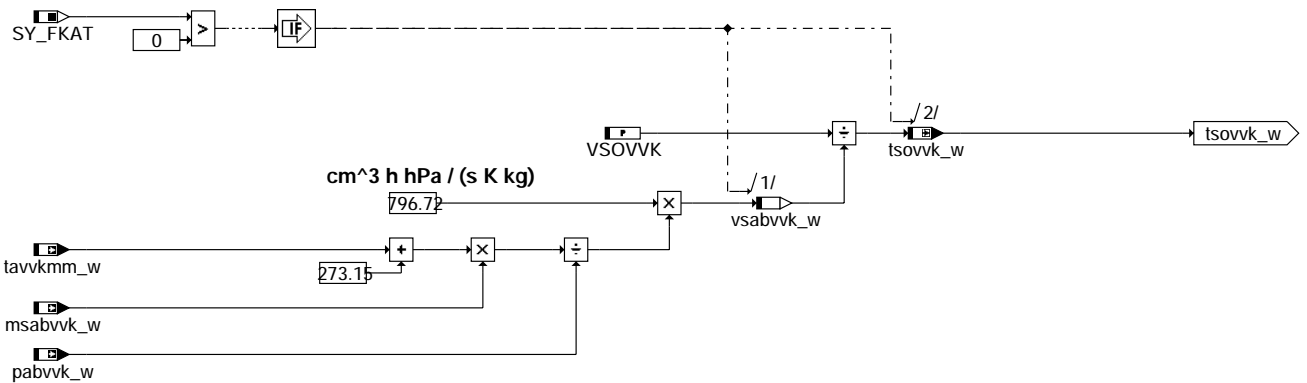 SY_FKAT
0
>
IF
/2/
P
VSOVVK
÷
tsovvk_w
tsovvk_w
cm^3 h hPa / (s K kg)
/1/
796.72
×
vsabvvk_w
tavvkmm_w
+
×
÷
273.15
msabvvk_w
pabvvk_w